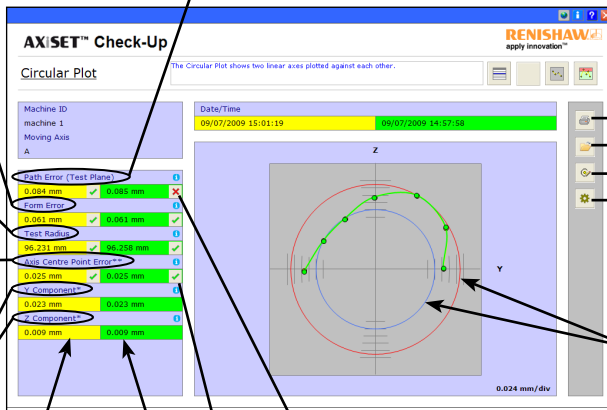 AXiSET™ Check-Up
RENISHAW
apply innovation™
Circular Plot
The Circular Plot shows two linear axes plotted against each other.
Machine ID
machine 1
Moving Axis
A
Date/Time
09/07/2009 15:01:19
09/07/2009 14:57:58
Path Error (Test Plane)
0.084 mm
0.085 mm
Form Error
0.061 mm
0.061 mm
Test Radius
96.231 mm
96.258 mm
Axis Centre Point Error**
0.025 mm
0.025 mm
Y Component*
0.023 mm
0.023 mm
Z Component*
0.009 mm
0.009 mm
Z
Y
0.024 mm/div